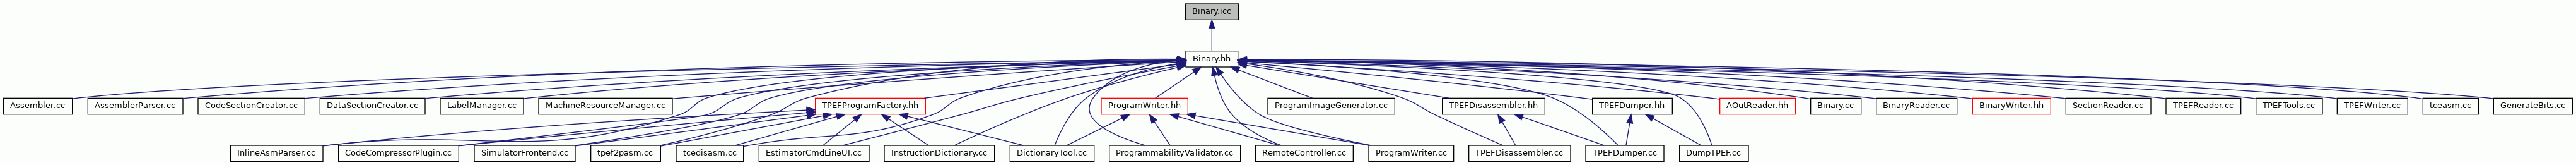 Binary.icc
Binary.hh
Assembler.cc
AssemblerParser.cc
CodeSectionCreator.cc
DataSectionCreator.cc
LabelManager.cc
MachineResourceManager.cc
TPEFProgramFactory.hh
ProgramWriter.hh
ProgramImageGenerator.cc
TPEFDisassembler.hh
TPEFDumper.hh
AOutReader.hh
Binary.cc
BinaryReader.cc
BinaryWriter.hh
SectionReader.cc
TPEFReader.cc
TPEFTools.cc
TPEFWriter.cc
tceasm.cc
GenerateBits.cc
InlineAsmParser.cc
CodeCompressorPlugin.cc
SimulatorFrontend.cc
tpef2pasm.cc
tcedisasm.cc
EstimatorCmdLineUI.cc
InstructionDictionary.cc
DictionaryTool.cc
ProgrammabilityValidator.cc
RemoteController.cc
ProgramWriter.cc
TPEFDisassembler.cc
TPEFDumper.cc
DumpTPEF.cc